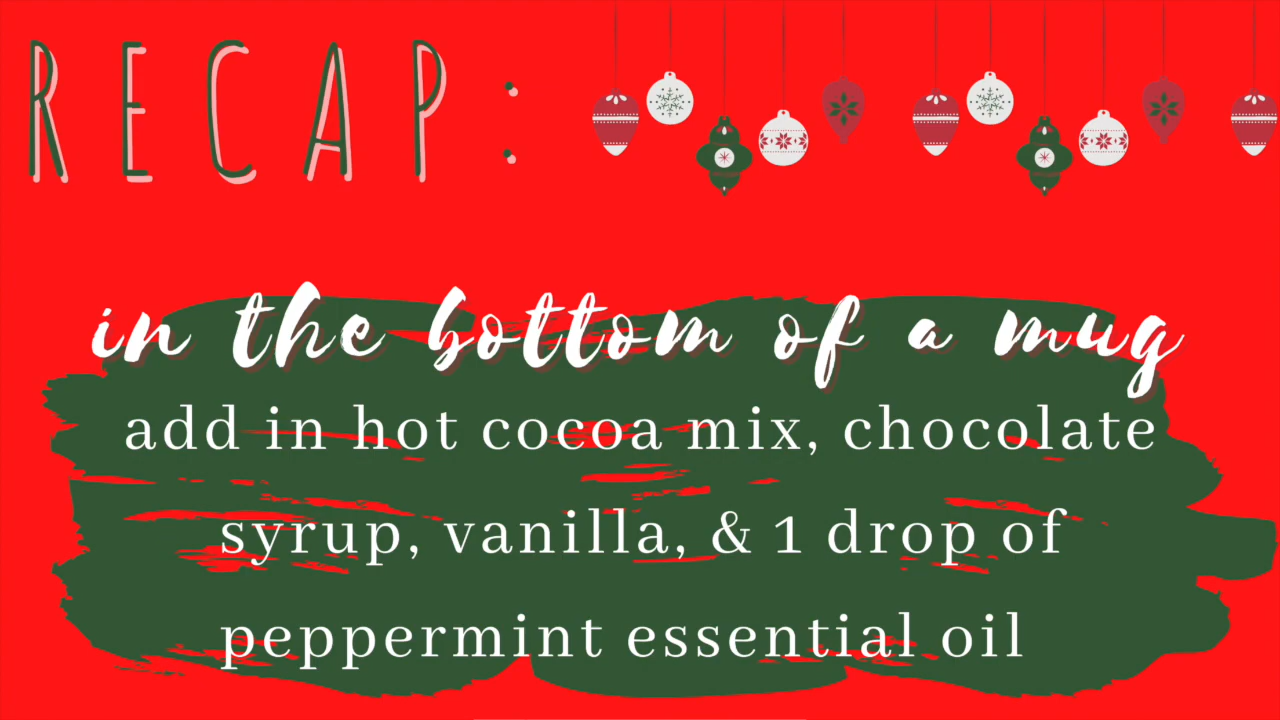 RECAP:
in the bottom of a mug
add in hot cocoa mix, chocolate
syrup, vanilla, & 1 drop of
peppermint essential oil